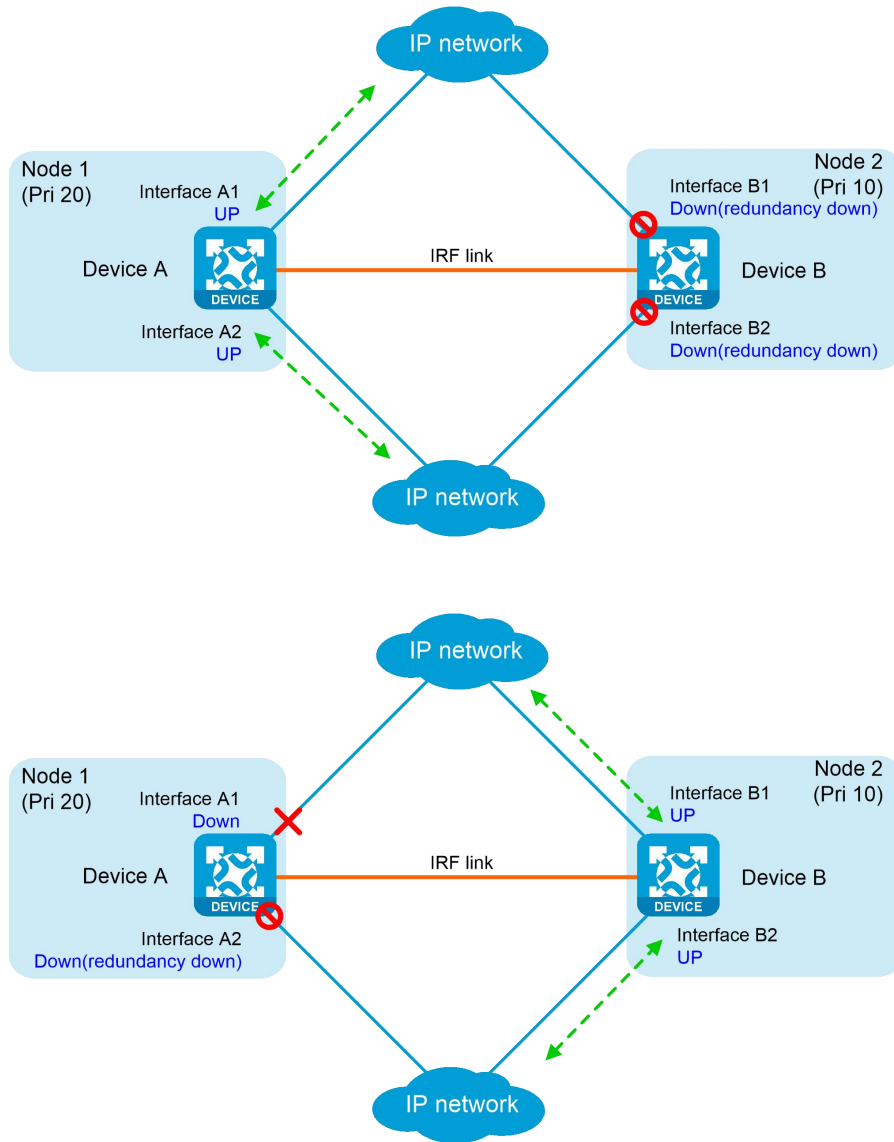 IP network
Node 1
(Pri 20)
Interface A1
UP
Device A
DEVICE
Interface A2
UP
IRF link
Node 2
(Pri 10)
Interface B1
Down(redundancy down)
Device B
DEVICE
Interface B2
Down(redundancy down)
IP network
IP network
Node 1
(Pri 20)
Interface A1
Down
Device A
DEVICE
Interface A2
Down(redundancy down)
IRF link
Node 2
(Pri 10)
Interface B1
UP
Device B
DEVICE
Interface B2
UP
IP network